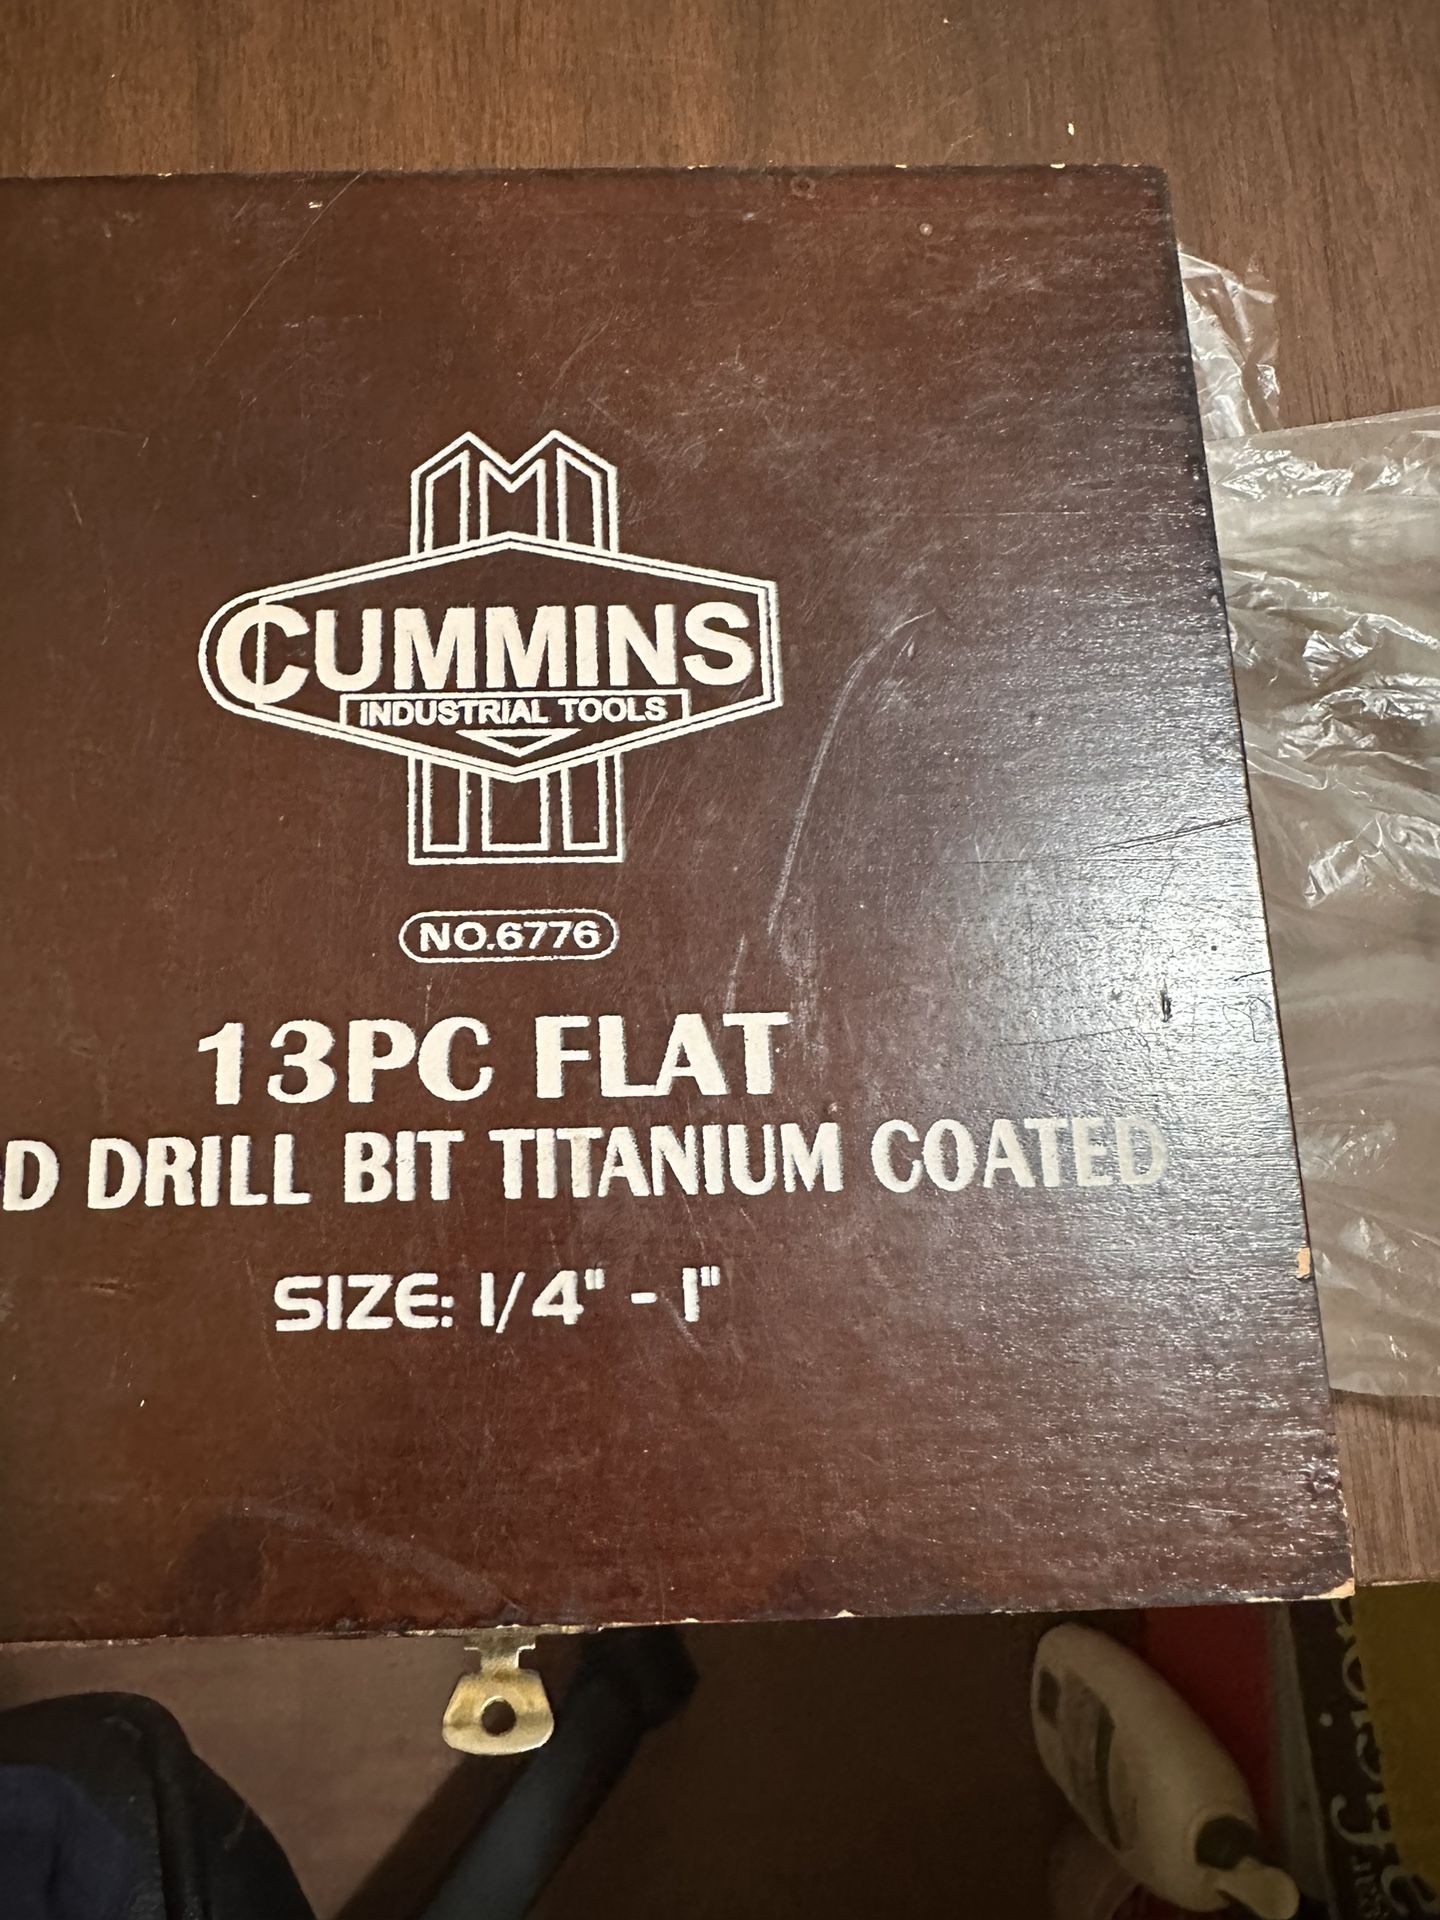 CUMMINS
INDUSTRIAL TOOLS
NO.6776
13PC FLAT
D DRILL BIT TITANIUM COATED
SIZE: 1/4" - 1"